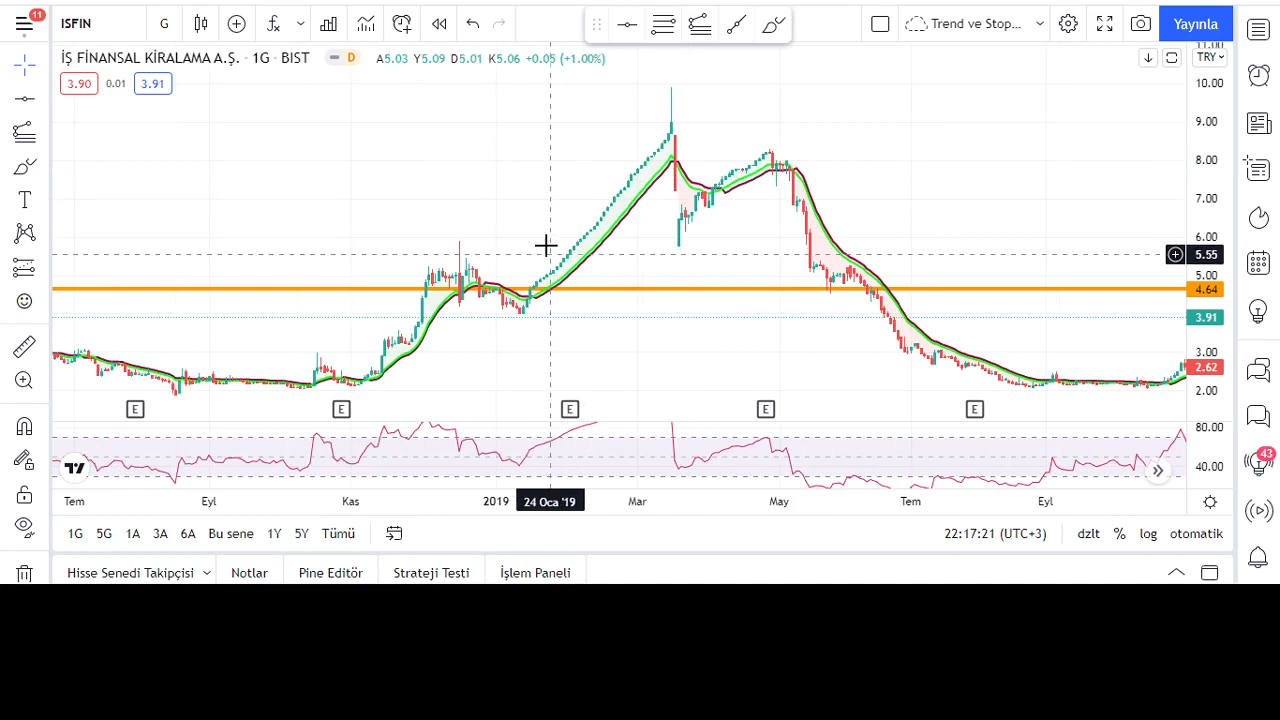 11
ISFIN
G
Trend ve Stop...
Yayınla
İŞ FİNANSAL KİRALAMA A.Ş. · 1G · BIST
D
A5.03 Y5.09 D5.01 K5.06 +0.05 (+1.00%)
3.90
0.01
3.91
11.00
TRY
10.00
9.00
8.00
7.00
6.00
5.55
5.00
4.64
3.91
3.00
2.62
2.00
E
E
E
E
E
80.00
40.00
43
Tem
Eyl
Kas
2019
24 Oca '19
Mar
May
Tem
Eyl
1G 5G 1A 3A 6A Bu sene 1Y 5Y Tümü
22:17:21 (UTC+3)
dzlt % log otomatik
Hisse Senedi Takipçisi
Notlar
Pine Editör
Strateji Testi
İşlem Paneli